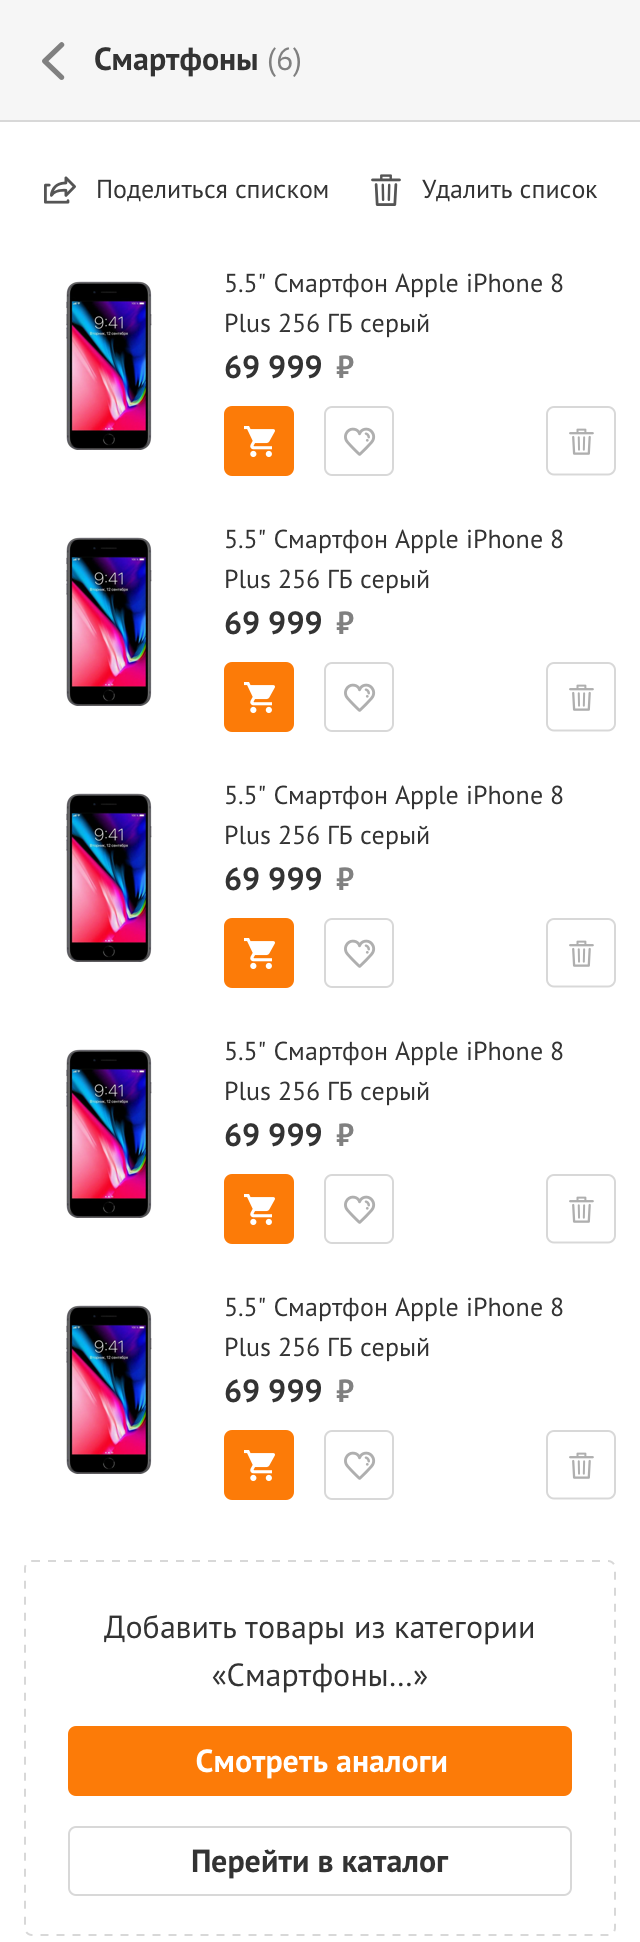 Смартфоны (6)
Поделиться списком
Удалить список
5.5" Смартфон Apple iPhone 8
Plus 256 ГБ серый
69 999 ₽
9:41
5.5" Смартфон Apple iPhone 8
Plus 256 ГБ серый
69 999 ₽
9:41
5.5" Смартфон Apple iPhone 8
Plus 256 ГБ серый
69 999 ₽
9:41
5.5" Смартфон Apple iPhone 8
Plus 256 ГБ серый
69 999 ₽
9:41
5.5" Смартфон Apple iPhone 8
Plus 256 ГБ серый
69 999 ₽
9:41
Добавить товары из категории
«Смартфоны...»
Смотреть аналоги
Перейти в каталог